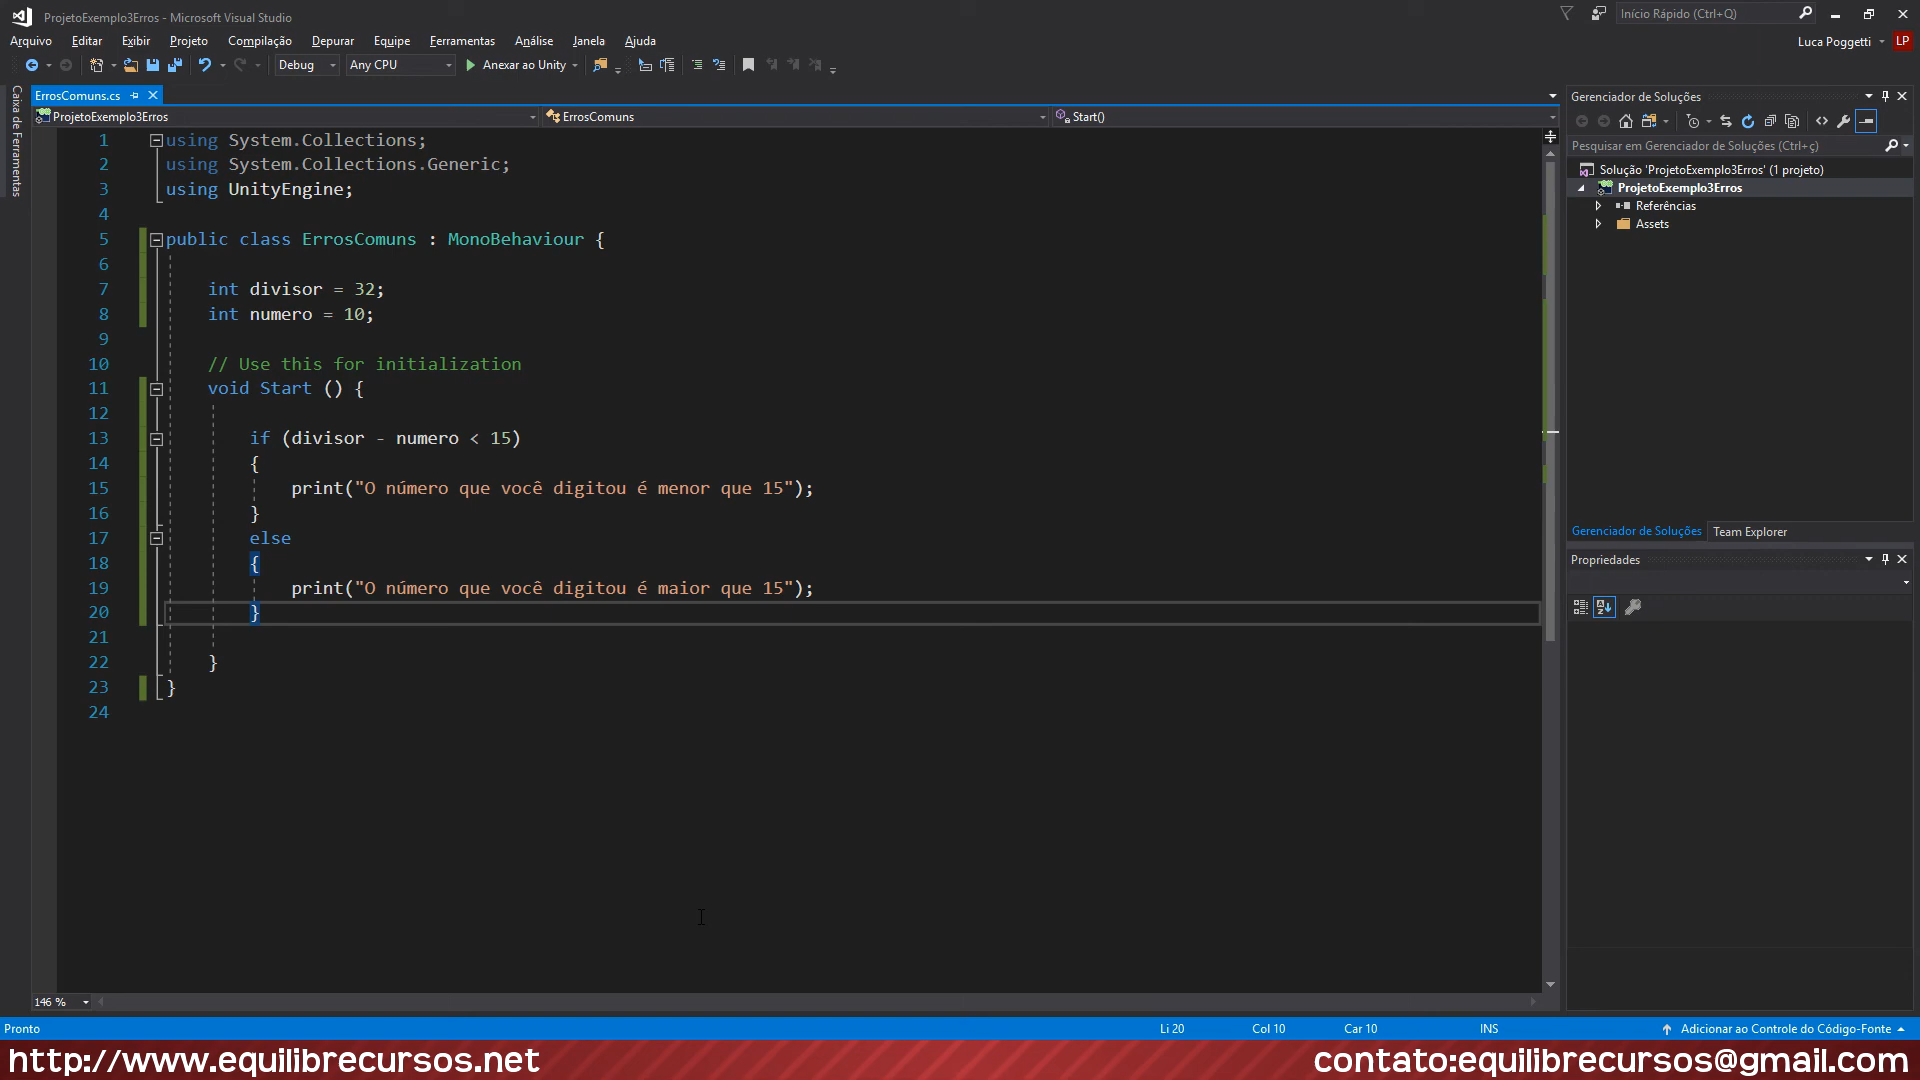 ProjetoExemplo3Erros - Microsoft Visual Studio
Início Rápido (Ctrl+Q)
Arquivo Editar Exibir Projeto Compilação Depurar Equipe Ferramentas Análise Janela Ajuda
Luca Poggetti LP
Debug Any CPU Anexar ao Unity
Caixa de Ferramentas
ErrosComuns.cs
ProjetoExemplo3Erros ErrosComuns Start()
1 using System.Collections;
2 using System.Collections.Generic;
3 using UnityEngine;
4
5 public class ErrosComuns : MonoBehaviour {
6
7 int divisor = 32;
8 int numero = 10;
9
10 // Use this for initialization
11 void Start () {
12
13 if (divisor - numero < 15)
14 {
15 print("O número que você digitou é menor que 15");
16 }
17 else
18 {
19 print("O número que você digitou é maior que 15");
20 }
21
22 }
23 }
24
146 %
Gerenciador de Soluções
Pesquisar em Gerenciador de Soluções (Ctrl+ç)
Solução 'ProjetoExemplo3Erros' (1 projeto)
ProjetoExemplo3Erros
Referências
Assets
Gerenciador de Soluções Team Explorer
Propriedades
Pronto Li 20 Col 10 Car 10 INS Adicionar ao Controle do Código-Fonte
http://www.equilibrecursos.net contato:equilibrecursos@gmail.com